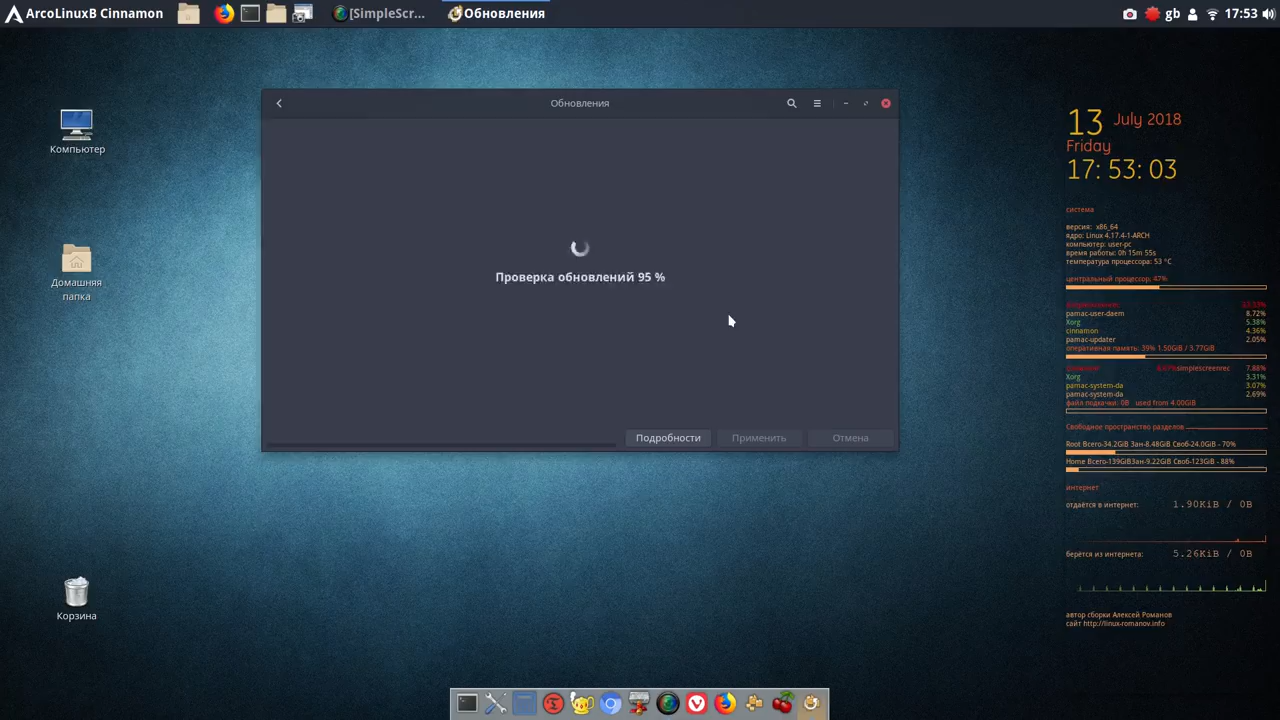 ArcoLinuxB Cinnamon
[SimpleScr...
Обновления
gb
17:53
Обновления
Проверка обновлений 95 %
Подробности
Применить
Отмена
Компьютер
Домашняя
папка
Корзина
13 July 2018
Friday
17: 53: 03
система
версия: x86_64
ядро: Linux 4.17.4-1-ARCH
компьютер: user-pc
время работы: 0h 15m 55s
температура процессора: 53 °C
центральный процессор: 47%
pamac-user-daem 8.72%
Xorg 5.38%
cinnamon 4.36%
pamac-updater 2.05%
оперативная память: 39% 1.50GiB / 3.77GiB
simplescreenrec 7.88%
Xorg 3.31%
pamac-system-da 3.07%
pamac-system-da 2.69%
файл подкачки: 0B used from 4.00GiB
Свободное пространство разделов
Root Всего-34.2GiB Зан-8.48GiB Своб-24.0GiB - 70%
Home Всего-139GiBЗан-9.22GiB Своб-123GiB - 88%
интернет
отдаётся в интернет: 1.90KiB / 0B
берётся из интернета: 5.26KiB / 0B
автор сборки Алексей Романов
сайт http://linux-romanov.info